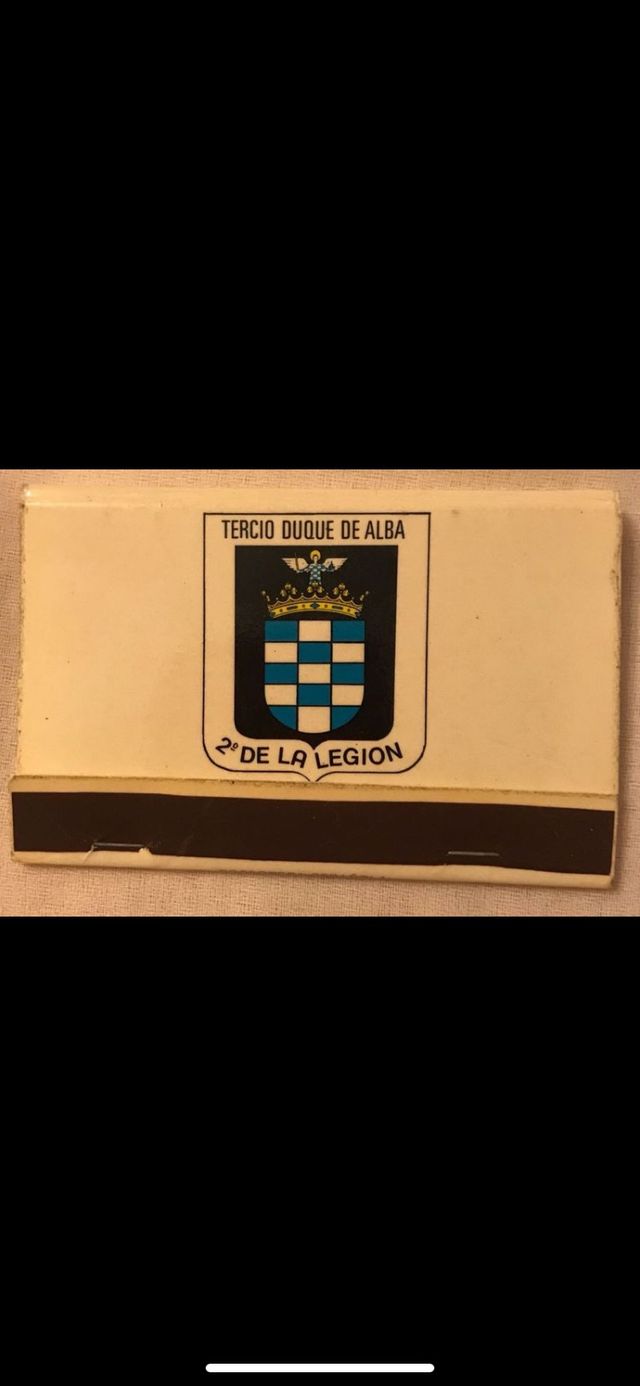 TERCIO DUQUE DE ALBA
2º DE LA LEGION